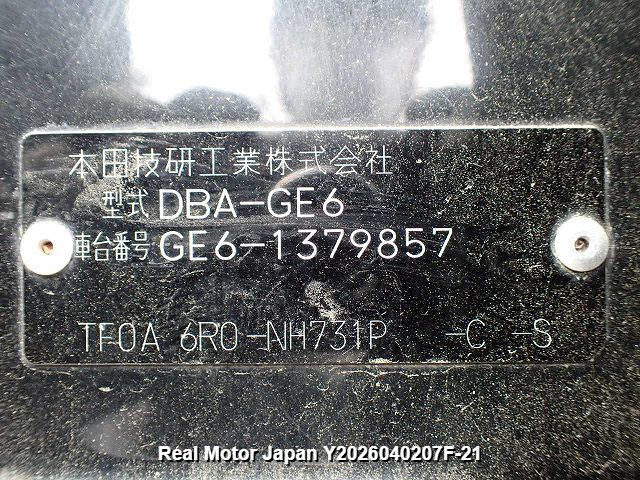 本田技研工業株式会社
型式 DBA-GE6
車台番号 GE6-1379857
TF0A 6R0-NH731P -C -S
Real Motor Japan Y2026040207F-21